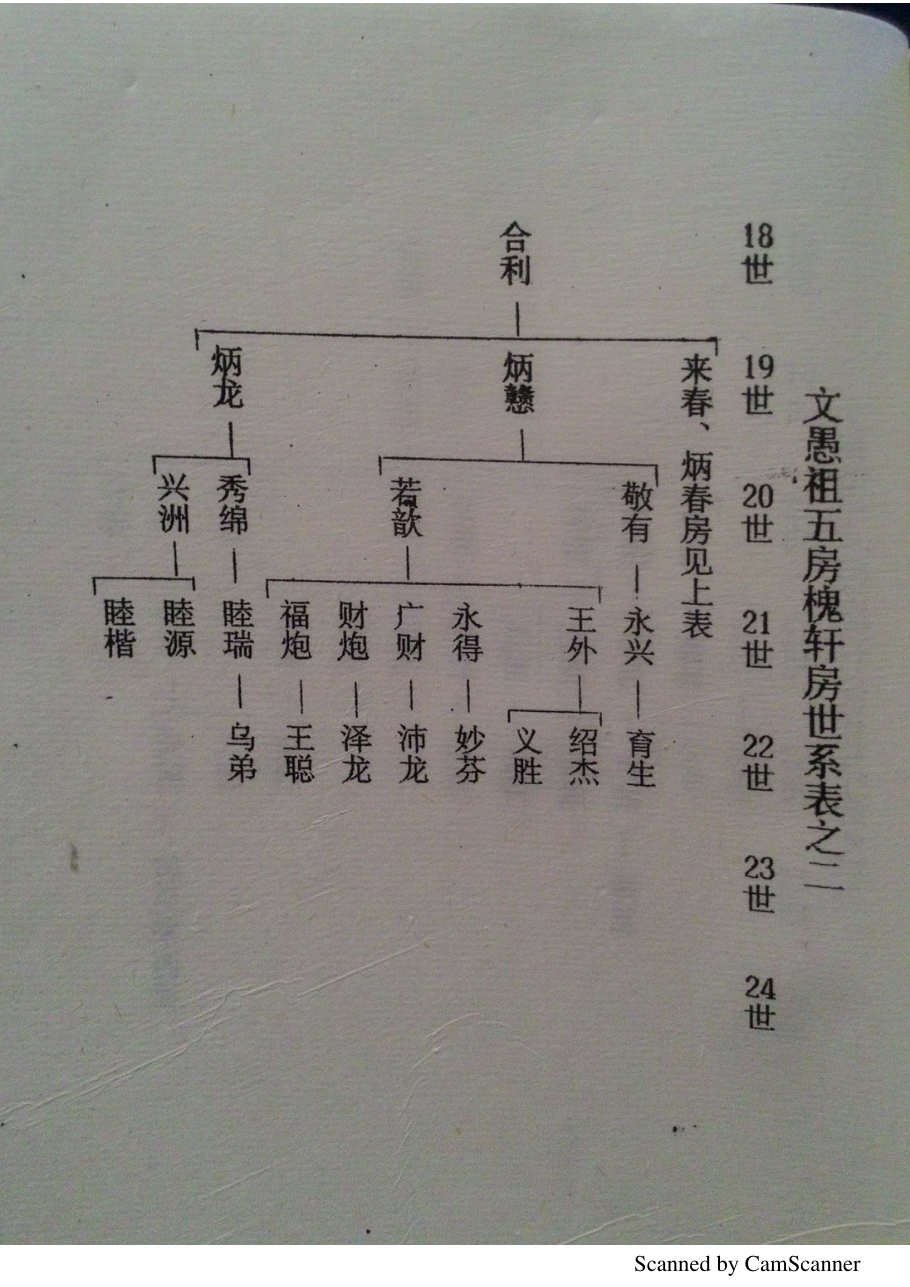 文愚祖五房槐轩房世系表之二
18世
19世
20世
21世
22世
23世
24世
合利
来春、炳春房见上表
炳戆
炳龙
敬有
若歆
秀绵
兴洲
永兴
王外
永得
广财
财炮
福炮
睦瑞
睦源
睦楷
育生
绍杰
义胜
妙芬
沛龙
泽龙
王聪
乌弟
Scanned by CamScanner